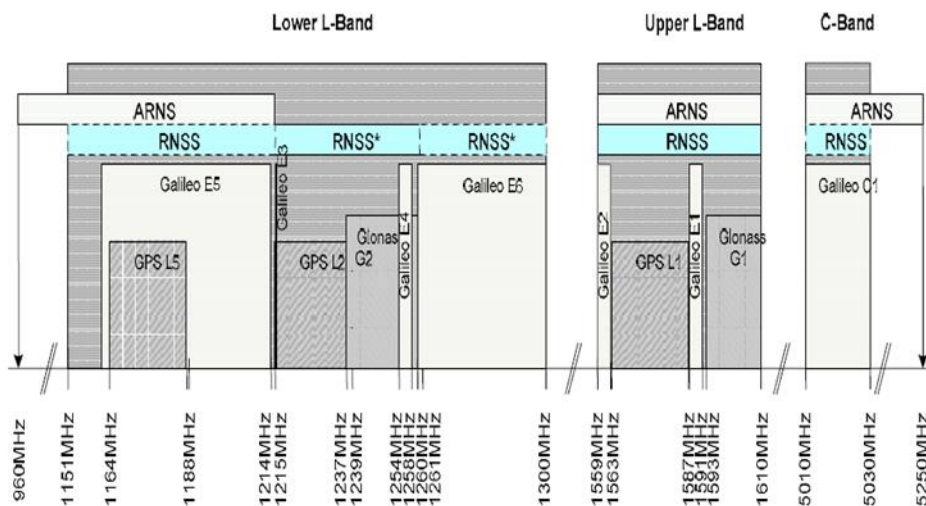 Lower L-Band Upper L-Band C-Band
ARNS ARNS ARNS
RNSS RNSS* RNSS* RNSS RNSS
Galileo E5 Galileo E3 Galileo E6 Galileo C1
GPS L5 GPS L2 Glonas G2 Galileo E4 Galileo E2 GPS L1 Galileo E1 Glonass G1
960MHz
1151MHz
1164MHz
1188MHz
1214MHz
1215MHz
1237MHz
1239MHz
1254MHz
1258MHz
1260MHz
1261MHz
1300MHz
1559MHz
1563MHz
1587MHz
1591MHz
1593MHz
1610MHz
5010MHz
5030MHz
5250MHz